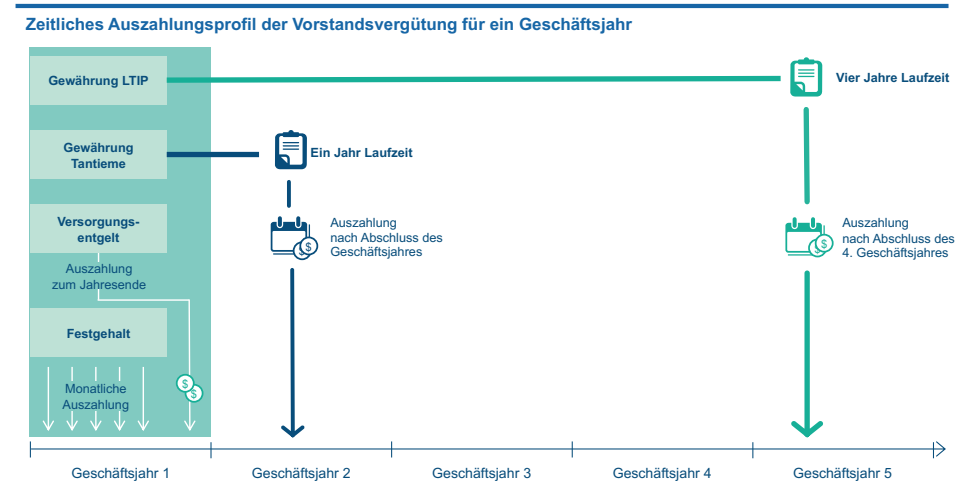 Zeitliches Auszahlungsprofil der Vorstandsvergütung für ein Geschäftsjahr
Gewährung LTIP
Vier Jahre Laufzeit
Gewährung
Tantieme
Ein Jahr Laufzeit
Versorgungs-
entgelt
Auszahlung
nach Abschluss des
Geschäftsjahres
Auszahlung
nach Abschluss des
4. Geschäftsjahres
Auszahlung
zum Jahresende
Festgehalt
Monatliche
Auszahlung
$
$
$
$
Geschäftsjahr 1
Geschäftsjahr 2
Geschäftsjahr 3
Geschäftsjahr 4
Geschäftsjahr 5